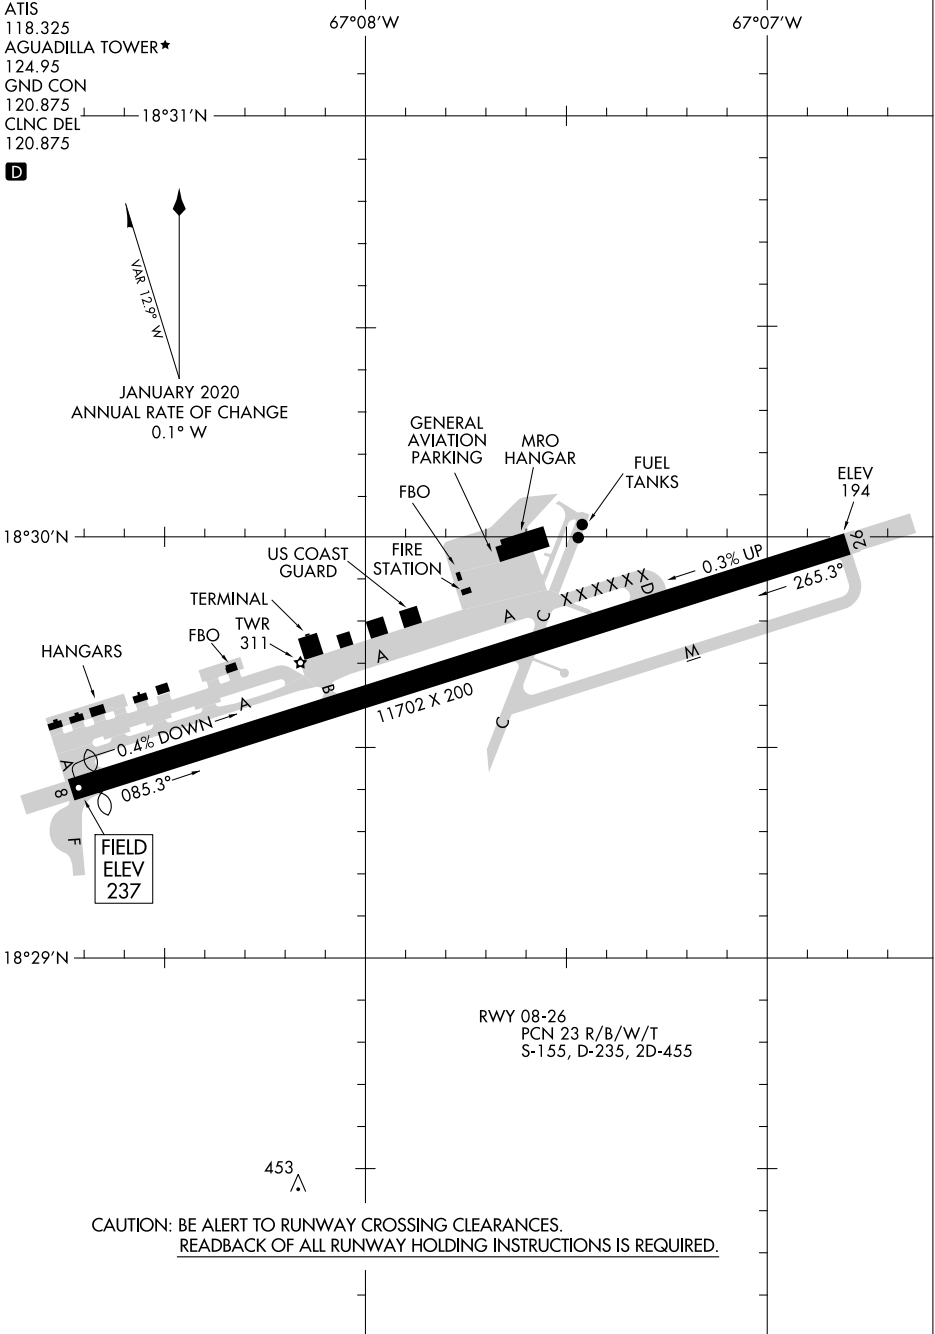 ATIS
118.325
AGUADILLA TOWER★
124.95
GND CON
120.875
CLNC DEL
120.875
D
67°08'W
67°07'W
18°31'N
VAR 12.9° W
JANUARY 2020
ANNUAL RATE OF CHANGE
0.1° W
GENERAL
AVIATION
PARKING
MRO
HANGAR
FUEL
TANKS
FBO
ELEV
194
18°30'N
26
US COAST
GUARD
FIRE
STATION
0.3% UP
265.3°
X X X X X X X
D
TERMINAL
TWR
311
FBO
HANGARS
A
C
A
M
B
A
11702 X 200
C
0.4% DOWN
A
085.3°
8
F
FIELD
ELEV
237
18°29'N
RWY 08-26
PCN 23 R/B/W/T
S-155, D-235, 2D-455
453
CAUTION: BE ALERT TO RUNWAY CROSSING CLEARANCES.
READBACK OF ALL RUNWAY HOLDING INSTRUCTIONS IS REQUIRED.